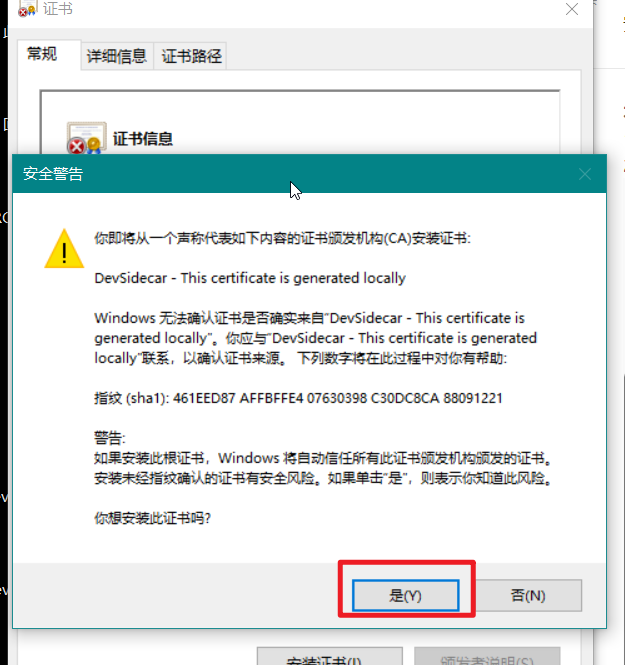 证书
常规
详细信息
证书路径
证书信息
安全警告
你即将从一个声称代表如下内容的证书颁发机构(CA)安装证书:
DevSidecar - This certificate is generated locally
Windows 无法确认证书是否确实来自“DevSidecar - This certificate is
generated locally”。你应与“DevSidecar - This certificate is generated
locally”联系，以确认证书来源。 下列数字将在此过程中对你有帮助:
指纹 (sha1): 461EED87 AFFBFFE4 07630398 C30DC8CA 88091221
警告:
如果安装此根证书，Windows 将自动信任所有此证书颁发机构颁发的证书。
安装未经指纹确认的证书有安全风险。如果单击“是”，则表示你知道此风险。
你想安装此证书吗?
是(Y)
否(N)
安装证书(I)
颁发者说明(S)